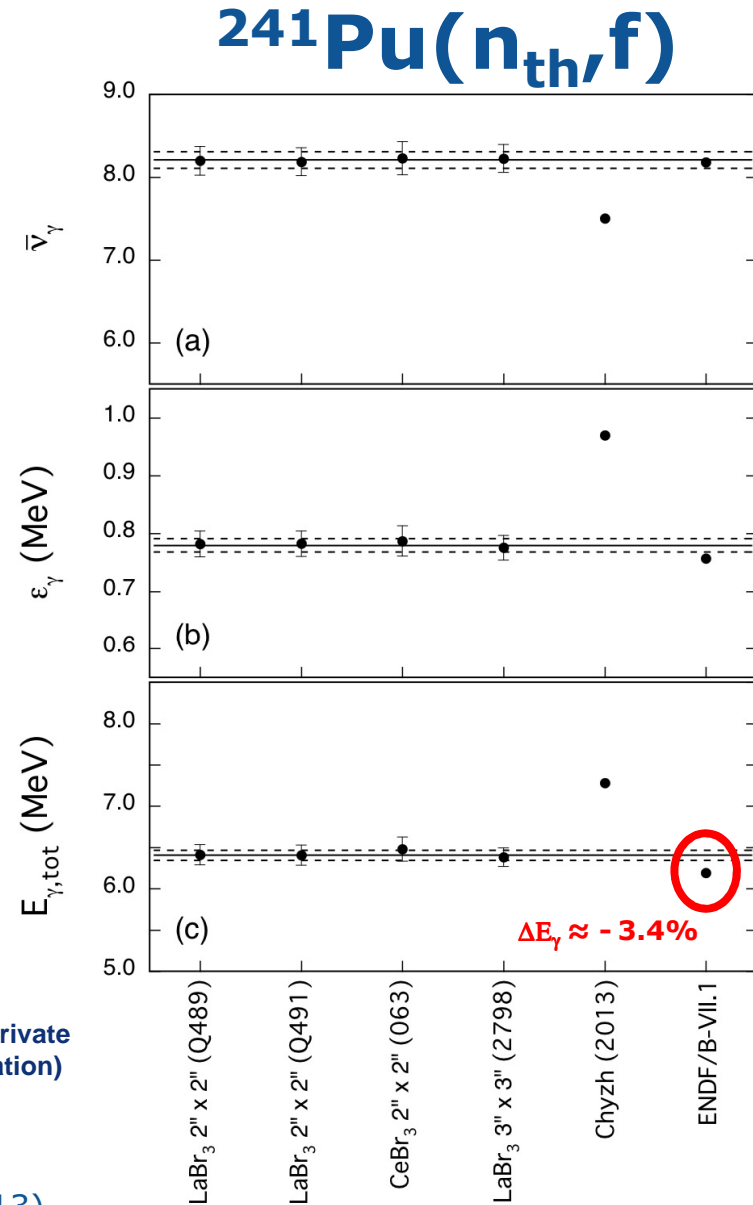 ²⁴¹Pu(nₜₕ,f)
9.0
8.0
7.0
6.0
ν̄ᵧ
(a)
1.0
0.9
0.8
0.7
0.6
εᵧ (MeV)
(b)
8.0
7.0
6.0
5.0
Eᵧ,tot (MeV)
(c)
ΔEᵧ ≈ - 3.4%
LaBr₃ 2" x 2" (Q489)
LaBr₃ 2" x 2" (Q491)
CeBr₃ 2" x 2" (063)
LaBr₃ 3" x 3" (2798)
Chyzh (2013)
ENDF/B-VII.1
rivate
ation)
13)